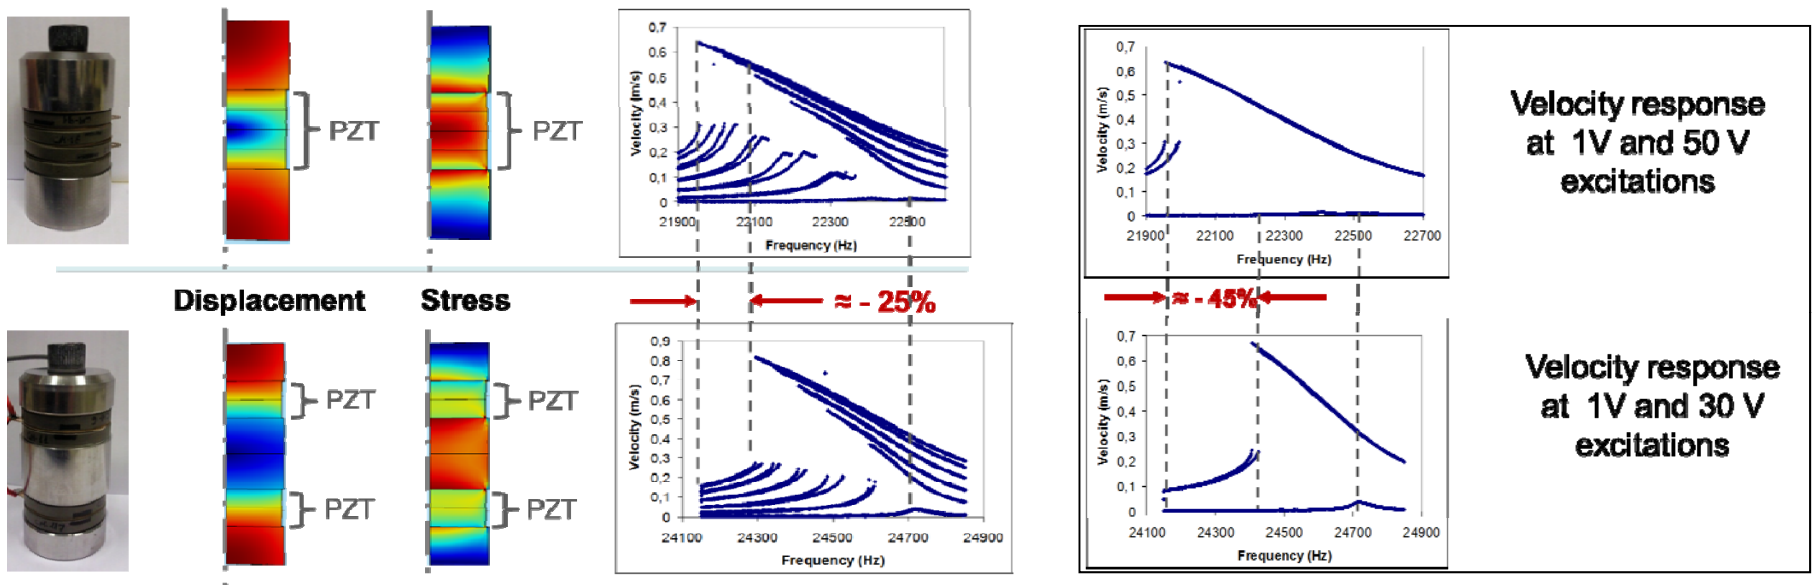 PZT
PZT
Velocity (m/s)
0,7
0,6
0,5
0,4
0,3
0,2
0,1
0
21900
22100
22300
22500
Frequency (Hz)
Velocity (m/s)
0,7
0,6
0,5
0,4
0,3
0,2
0,1
0
21900
22100
22300
22500
22700
Frequency (Hz)
Velocity response
at 1V and 50 V
excitations
Displacement
Stress
≈ - 25%
≈ - 45%
PZT
PZT
PZT
PZT
Velocity (m/s)
0,9
0,8
0,7
0,6
0,5
0,4
0,3
0,2
0,1
0
24100
24300
24500
24700
24900
Frequency (Hz)
Velocity (m/s)
0,7
0,6
0,5
0,4
0,3
0,2
0,1
0
24100
24300
24500
24700
24900
Frequency (Hz)
Velocity response
at 1V and 30 V
excitations